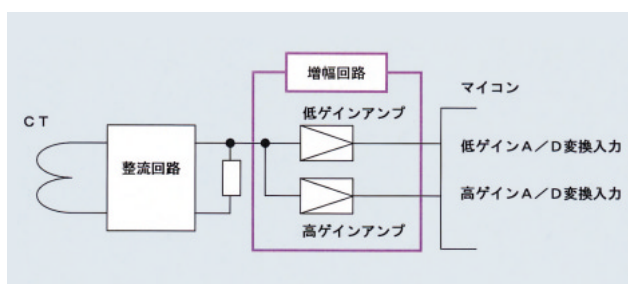 増幅回路
マイコン
CT
低ゲインアンプ
整流回路
低ゲインA／D変換入力
高ゲインA／D変換入力
高ゲインアンプ